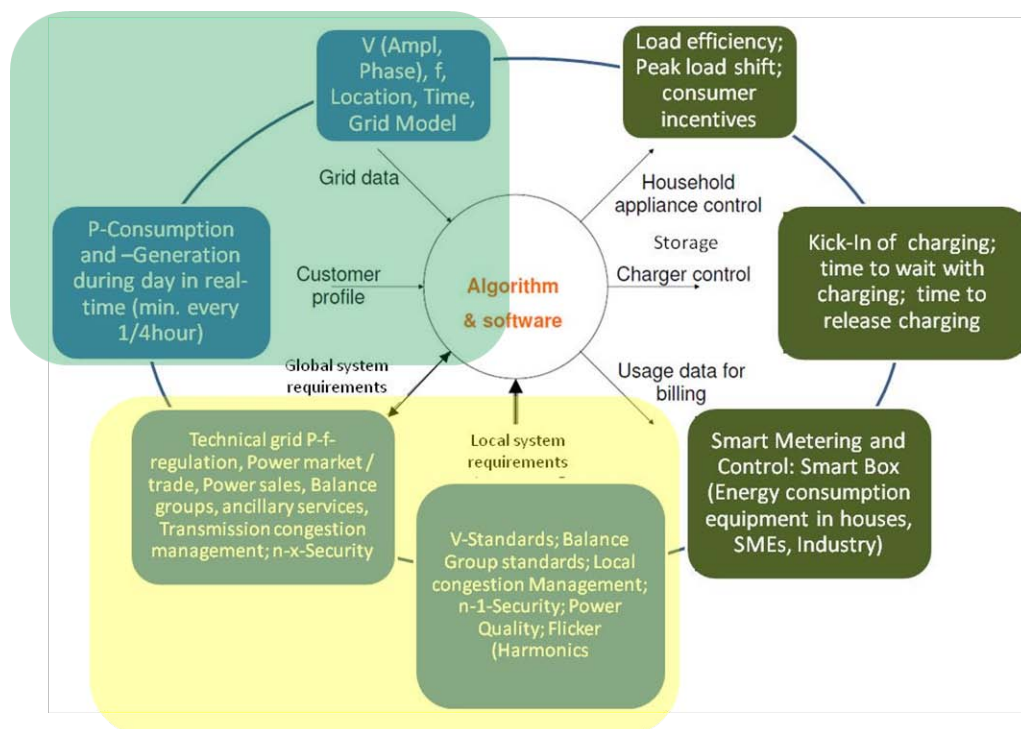 V (Ampl,
Phase), f,
Location, Time,
Grid Model
Load efficiency;
Peak load shift;
consumer
incentives
Grid data
Household
appliance control
P-Consumption
and –Generation
during day in real-
time (min. every
1/4hour)
Customer
profile
Algorithm
& software
Storage
Charger control
Kick-In of charging;
time to wait with
charging; time to
release charging
Global system
requirements
Usage data for
billing
Technical grid P-f-
regulation, Power market /
trade, Power sales, Balance
groups, ancillary services,
Transmission congestion
management; n-x-Security
Local system
requirements
V-Standards; Balance
Group standards; Local
congestion Management;
n-1-Security; Power
Quality; Flicker
(Harmonics
Smart Metering and
Control: Smart Box
(Energy consumption
equipment in houses,
SMEs, Industry)